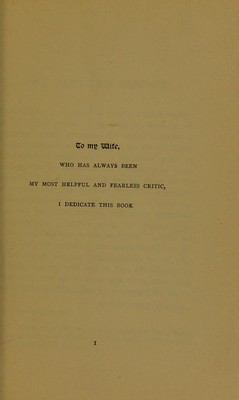 To my Wife,
WHO HAS ALWAYS BEEN
MY MOST HELPFUL AND FEARLESS CRITIC,
I DEDICATE THIS BOOK
I